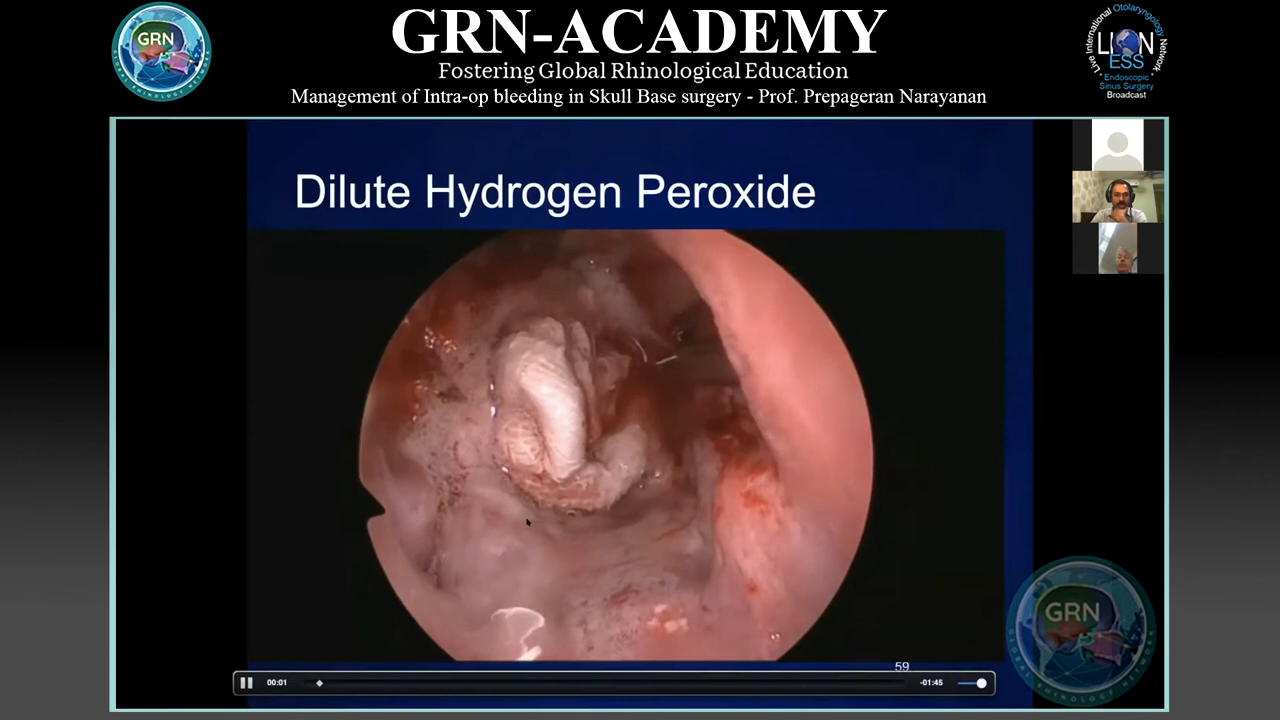 GRN
GRN-ACADEMY
Fostering Global Rhinological Education
Management of Intra-op bleeding in Skull Base surgery - Prof. Prepageran Narayanan
Live International Otolaryngology Network
LION
ESS
Endoscopic
Sinus Surgery
Broadcast
Dilute Hydrogen Peroxide
59
00:01
-01:45
GRN